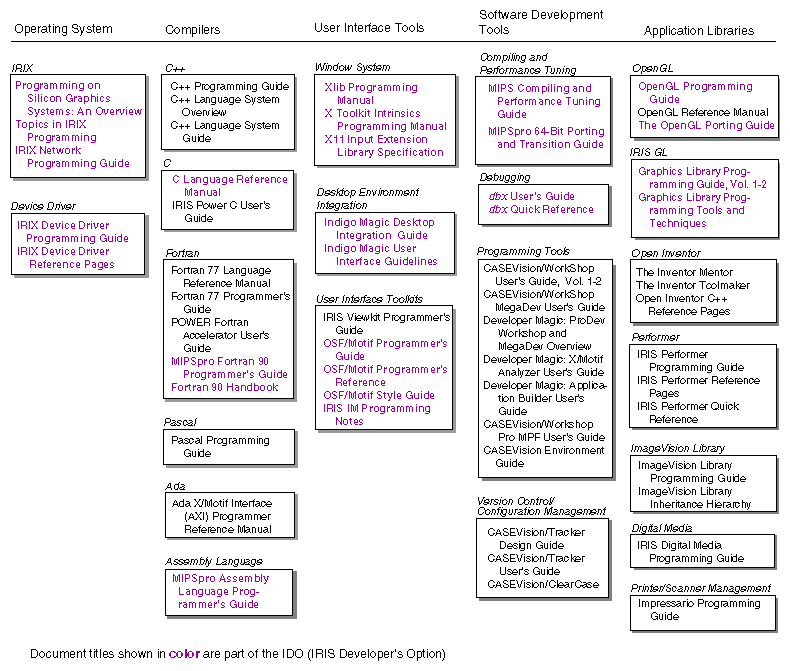 Operating System
IRIX
Programming on
Silicon Graphics
Systems: An Overview
Topics in IRIX
Programming
IRIX Network
Programming Guide
Device Driver
IRIX Device Driver
Programming Guide
IRIX Device Driver
Reference Pages
Compilers
C++
C++ Programming Guide
C++ Language System
Overview
C++ Language System
Guide
C
C Language Reference
Manual
IRIS Power C User's
Guide
Fortran
Fortran 77 Language
Reference Manual
Fortran 77 Programmer's
Guide
POWER Fortran
Accelerator User's
Guide
MIPSpro Fortran 90
Programmer's Guide
Fortran 90 Handbook
Pascal
Pascal Programming
Guide
Ada
Ada X/Motif Interface
(AXI) Programmer
Reference Manual
Assembly Language
MIPSpro Assembly
Language Prog-
rammer's Guide
User Interface Tools
Window System
Xlib Programming
Manual
X Toolkit Intrinsics
Programming Manual
X11 Input Extension
Library Specification
Desktop Environment
Integration
Indigo Magic Desktop
Integration Guide
Indigo Magic User
Interface Guidelines
User Interface Toolkits
IRIS Viewkit Programmer's
Guide
OSF/Motif Programmer's
Guide
OSF/Motif Programmer's
Reference
OSF/Motif Style Guide
IRIS IM Programming
Notes
Software Development
Tools
Compiling and
Performance Tuning
MIPS Compiling and
Performance Tuning
Guide
MIPSpro 64-Bit Porting
and Transition Guide
Debugging
dbx User's Guide
dbx Quick Reference
Programming Tools
CASEVision/WorkShop
User's Guide, Vol. 1-2
CASEVision/WorkShop
MegaDev User's Guide
Developer Magic: ProDev
Workshop and
MegaDev Overview
Developer Magic: X/Motif
Analyzer User's Guide
Developer Magic: Applica-
tion Builder User's
Guide
CASEVision/Workshop
Pro MPF User's Guide
CASEVision Environment
Guide
Version Control/
Configuration Management
CASEVision/Tracker
Design Guide
CASEVision/Tracker
User's Guide
CASEVision/ClearCase
Application Libraries
OpenGL
OpenGL Programming
Guide
OpenGL Reference Manual
The OpenGL Porting Guide
IRIS GL
Graphics Library Prog-
ramming Guide, Vol. 1-2
Graphics Library Prog-
ramming Tools and
Techniques
Open Inventor
The Inventor Mentor
The Inventor Toolmaker
Open Inventor C++
Reference Pages
Performer
IRIS Performer
Programming Guide
IRIS Performer Reference
Pages
IRIS Performer Quick
Reference
ImageVision Library
ImageVision Library
Programming Guide
ImageVision Library
Inheritance Hierarchy
Digital Media
IRIS Digital Media
Programming Guide
Printer/Scanner Management
Impressario Programming
Guide
Document titles shown in color are part of the IDO (IRIS Developer's Option)